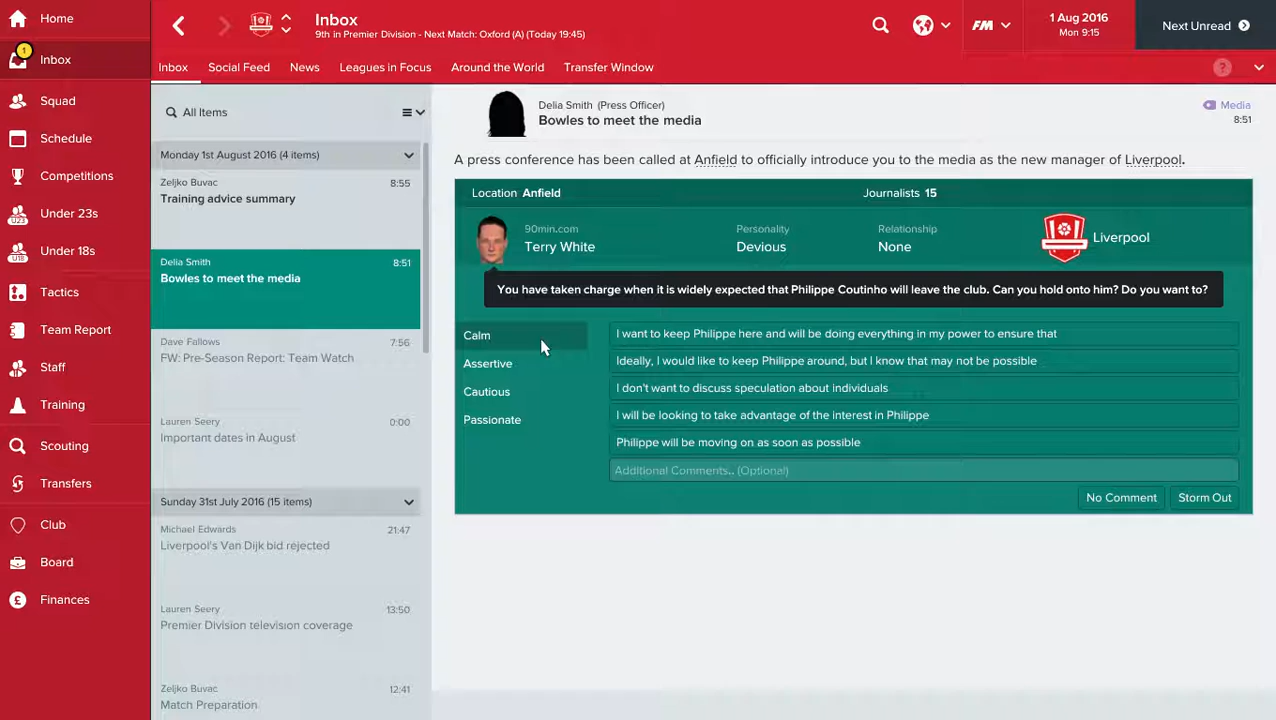 Home
1
Inbox
Squad
Schedule
Competitions
U23
Under 23s
U18
Under 18s
Tactics
Team Report
Staff
Training
Scouting
Transfers
Club
Board
£
Finances
Inbox
9th in Premier Division - Next Match: Oxford (A) (Today 19:45)
FM
1 Aug 2016
Mon 9:15
Next Unread
Inbox
Social Feed
News
Leagues in Focus
Around the World
Transfer Window
?
All Items
Monday 1st August 2016 (4 items)
Zeljko Buvac 8:55
Training advice summary
Delia Smith 8:51
Bowles to meet the media
Dave Fallows 7:56
FW: Pre-Season Report: Team Watch
Lauren Seery 0:00
Important dates in August
Sunday 31st July 2016 (15 items)
Michael Edwards 21:47
Liverpool's Van Dijk bid rejected
Lauren Seery 13:50
Premier Division television coverage
Zeljko Buvac 12:41
Match Preparation
Delia Smith (Press Officer)
Bowles to meet the media
Media
8:51
A press conference has been called at Anfield to officially introduce you to the media as the new manager of Liverpool.
Location Anfield
Journalists 15
90min.com
Terry White
Personality
Devious
Relationship
None
Liverpool
You have taken charge when it is widely expected that Philippe Coutinho will leave the club. Can you hold onto him? Do you want to?
Calm
Assertive
Cautious
Passionate
I want to keep Philippe here and will be doing everything in my power to ensure that
Ideally, I would like to keep Philippe around, but I know that may not be possible
I don't want to discuss speculation about individuals
I will be looking to take advantage of the interest in Philippe
Philippe will be moving on as soon as possible
Additional Comments.. (Optional)
No Comment
Storm Out